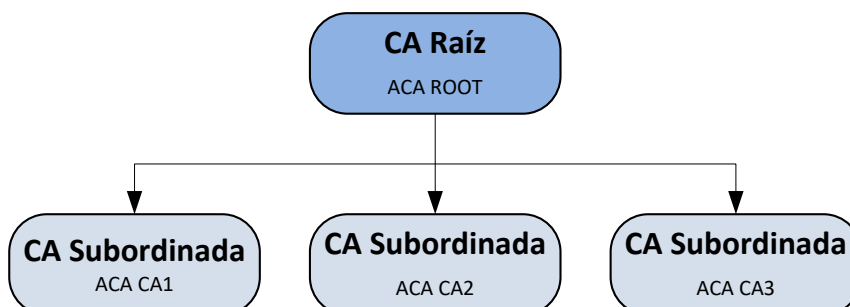 CA Raíz
ACA ROOT
CA Subordinada
ACA CA1
CA Subordinada
ACA CA2
CA Subordinada
ACA CA3